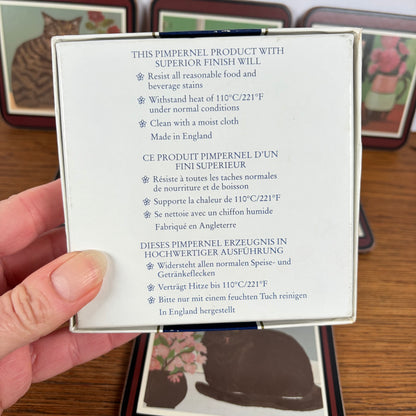 THIS PIMPERNEL PRODUCT WITH
SUPERIOR FINISH WILL
Resist all reasonable food and
beverage stains
Withstand heat of 110°C/221°F
under normal conditions
Clean with a moist cloth
Made in England
CE PRODUIT PIMPERNEL D'UN
FINI SUPERIEUR
Résiste à toutes les taches normales
de nourriture et de boisson
Supporte la chaleur de 110°C/221°F
Se nettoie avec un chiffon humide
Fabriqué en Angleterre
DIESES PIMPERNEL ERZEUGNIS IN
HOCHWERTIGER AUSFÜHRUNG
Widersteht allen normalen Speise- und
Getränkeflecken
Verträgt Hitze bis 110°C/221°F
Bitte nur mit einem feuchten Tuch reinigen
In England hergestellt